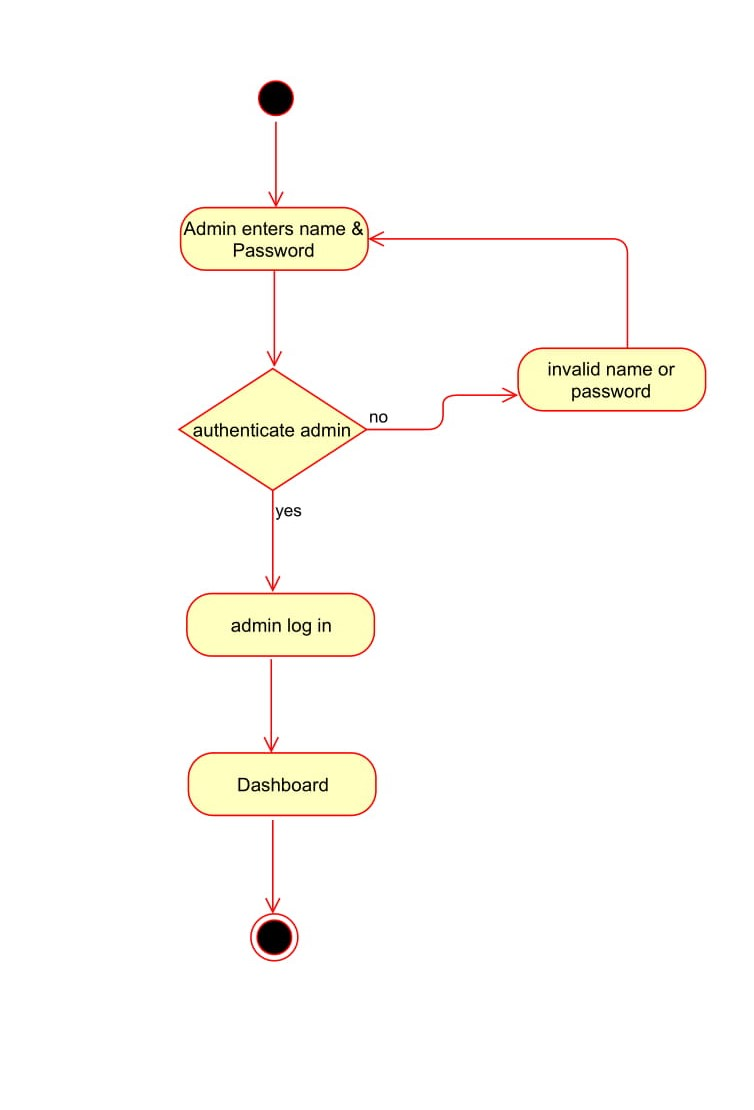 Admin enters name &
Password
invalid name or
password
no
authenticate admin
yes
admin log in
Dashboard